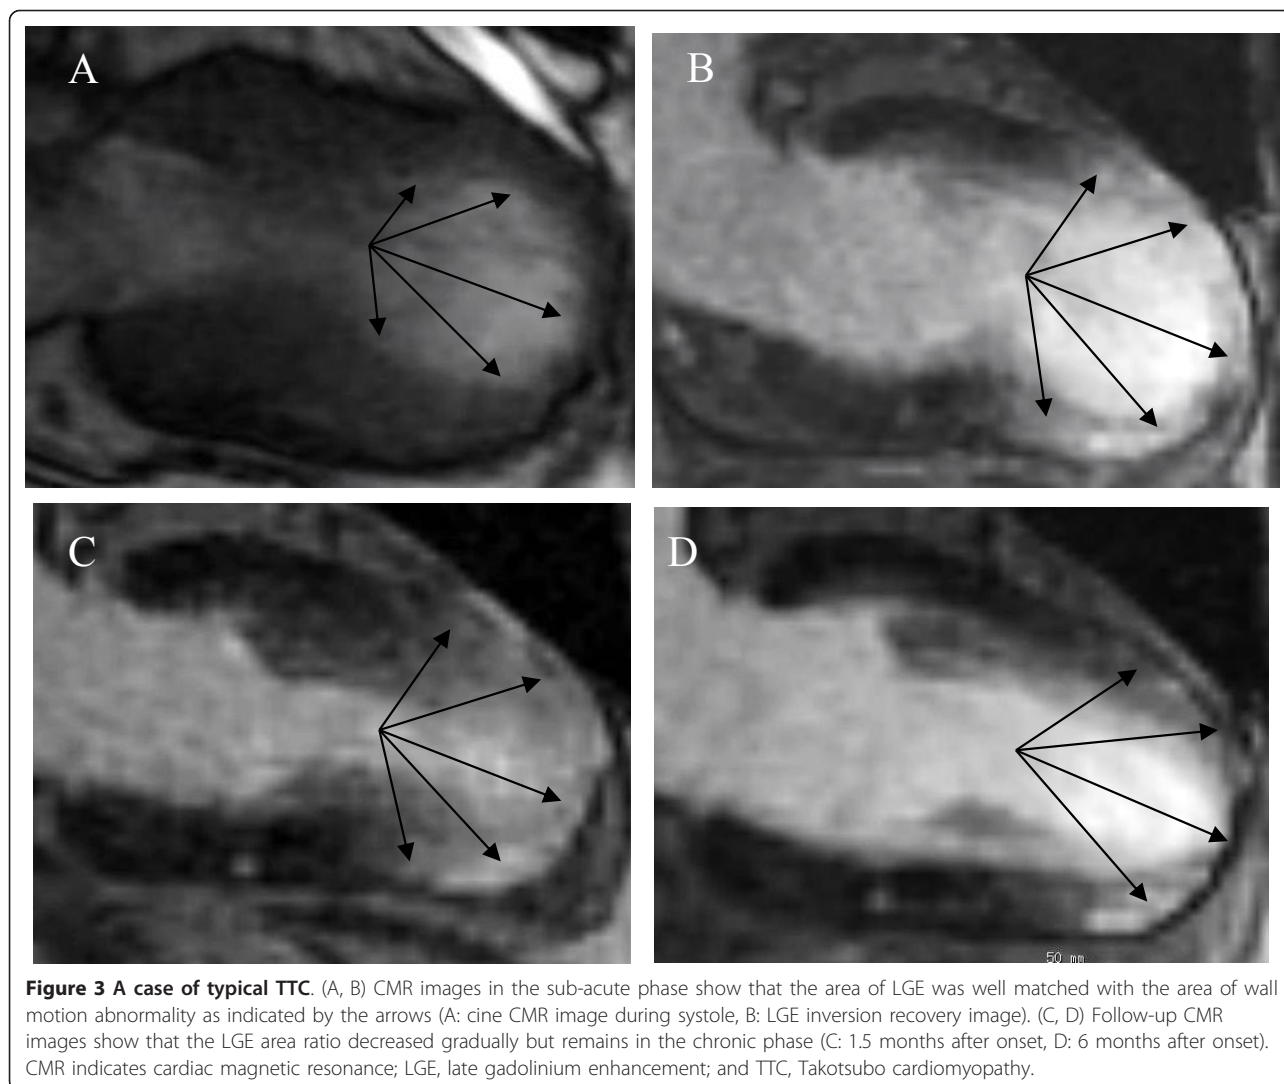 A
B
C
D
50 mm
Figure 3 A case of typical TTC. (A, B) CMR images in the sub-acute phase show that the area of LGE was well matched with the area of wall
motion abnormality as indicated by the arrows (A: cine CMR image during systole, B: LGE inversion recovery image). (C, D) Follow-up CMR
images show that the LGE area ratio decreased gradually but remains in the chronic phase (C: 1.5 months after onset, D: 6 months after onset).
CMR indicates cardiac magnetic resonance; LGE, late gadolinium enhancement; and TTC, Takotsubo cardiomyopathy.